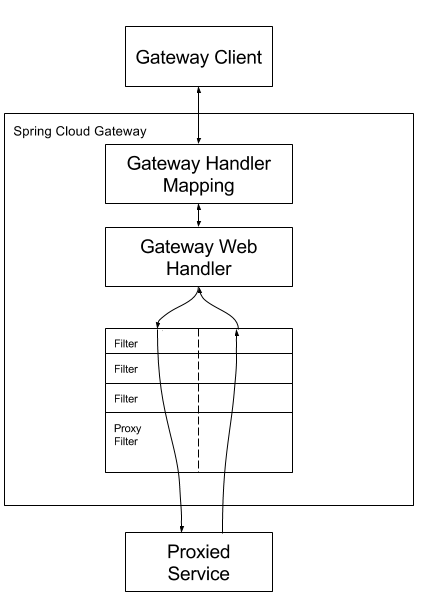 Gateway Client
Spring Cloud Gateway
Gateway Handler
Mapping
Gateway Web
Handler
Filter
Filter
Filter
Proxy
Filter
Proxied
Service